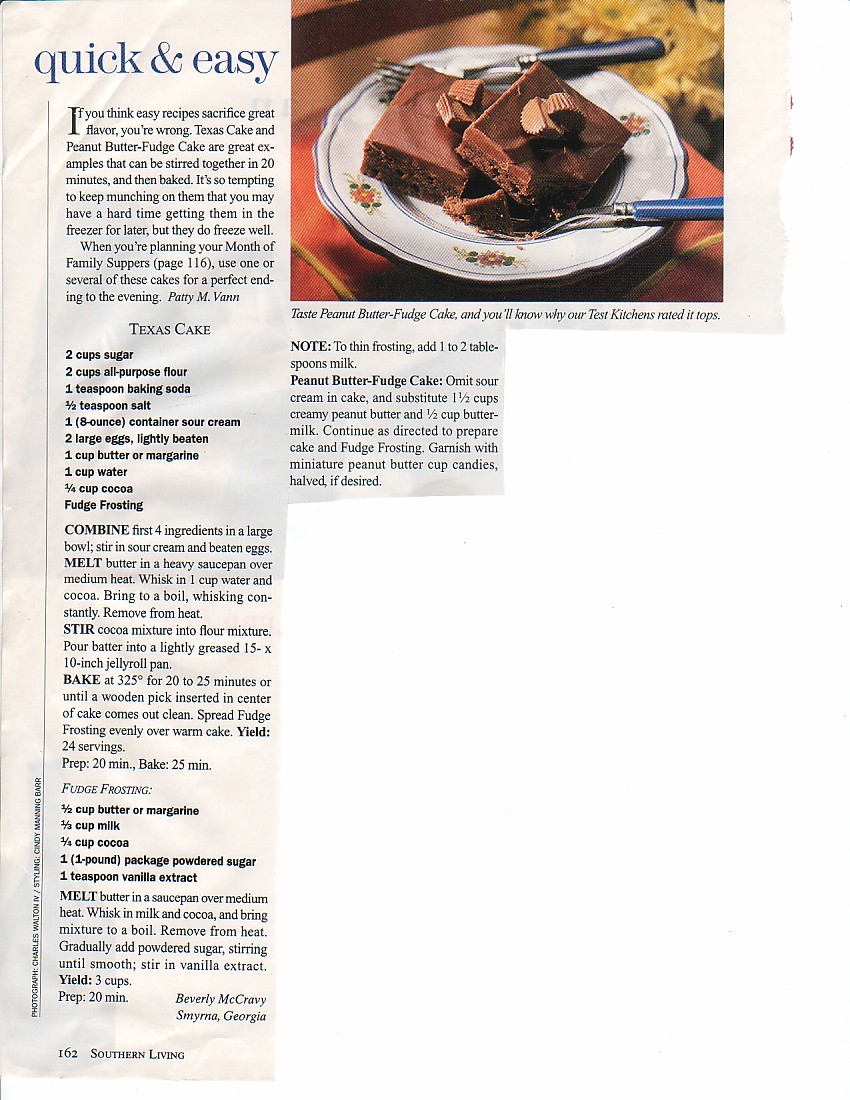 quick & easy
If you think easy recipes sacrifice great
flavor, you're wrong. Texas Cake and
Peanut Butter-Fudge Cake are great ex-
amples that can be stirred together in 20
minutes, and then baked. It's so tempting
to keep munching on them that you may
have a hard time getting them in the
freezer for later, but they do freeze well.
When you're planning your Month of
Family Suppers (page 116), use one or
several of these cakes for a perfect end-
ing to the evening. Patty M. Vann
TEXAS CAKE
2 cups sugar
2 cups all-purpose flour
1 teaspoon baking soda
½ teaspoon salt
1 (8-ounce) container sour cream
2 large eggs, lightly beaten
1 cup butter or margarine
1 cup water
¼ cup cocoa
Fudge Frosting
COMBINE first 4 ingredients in a large
bowl; stir in sour cream and beaten eggs.
MELT butter in a heavy saucepan over
medium heat. Whisk in 1 cup water and
cocoa. Bring to a boil, whisking con-
stantly. Remove from heat.
STIR cocoa mixture into flour mixture.
Pour batter into a lightly greased 15- x
10-inch jellyroll pan.
BAKE at 325° for 20 to 25 minutes or
until a wooden pick inserted in center
of cake comes out clean. Spread Fudge
Frosting evenly over warm cake. Yield:
24 servings.
Prep: 20 min., Bake: 25 min.
FUDGE FROSTING:
½ cup butter or margarine
⅓ cup milk
¼ cup cocoa
1 (1-pound) package powdered sugar
1 teaspoon vanilla extract
MELT butter in a saucepan over medium
heat. Whisk in milk and cocoa, and bring
mixture to a boil. Remove from heat.
Gradually add powdered sugar, stirring
until smooth; stir in vanilla extract.
Yield: 3 cups.
Prep: 20 min. Beverly McCravy
Smyrna, Georgia
162 SOUTHERN LIVING
PHOTOGRAPH: CHARLES WALTON IV / STYLING: CINDY MANNING BARR
Taste Peanut Butter-Fudge Cake, and you'll know why our Test Kitchens rated it tops.
NOTE: To thin frosting, add 1 to 2 table-
spoons milk.
Peanut Butter-Fudge Cake: Omit sour
cream in cake, and substitute 1½ cups
creamy peanut butter and ½ cup butter-
milk. Continue as directed to prepare
cake and Fudge Frosting. Garnish with
miniature peanut butter cup candies,
halved, if desired.